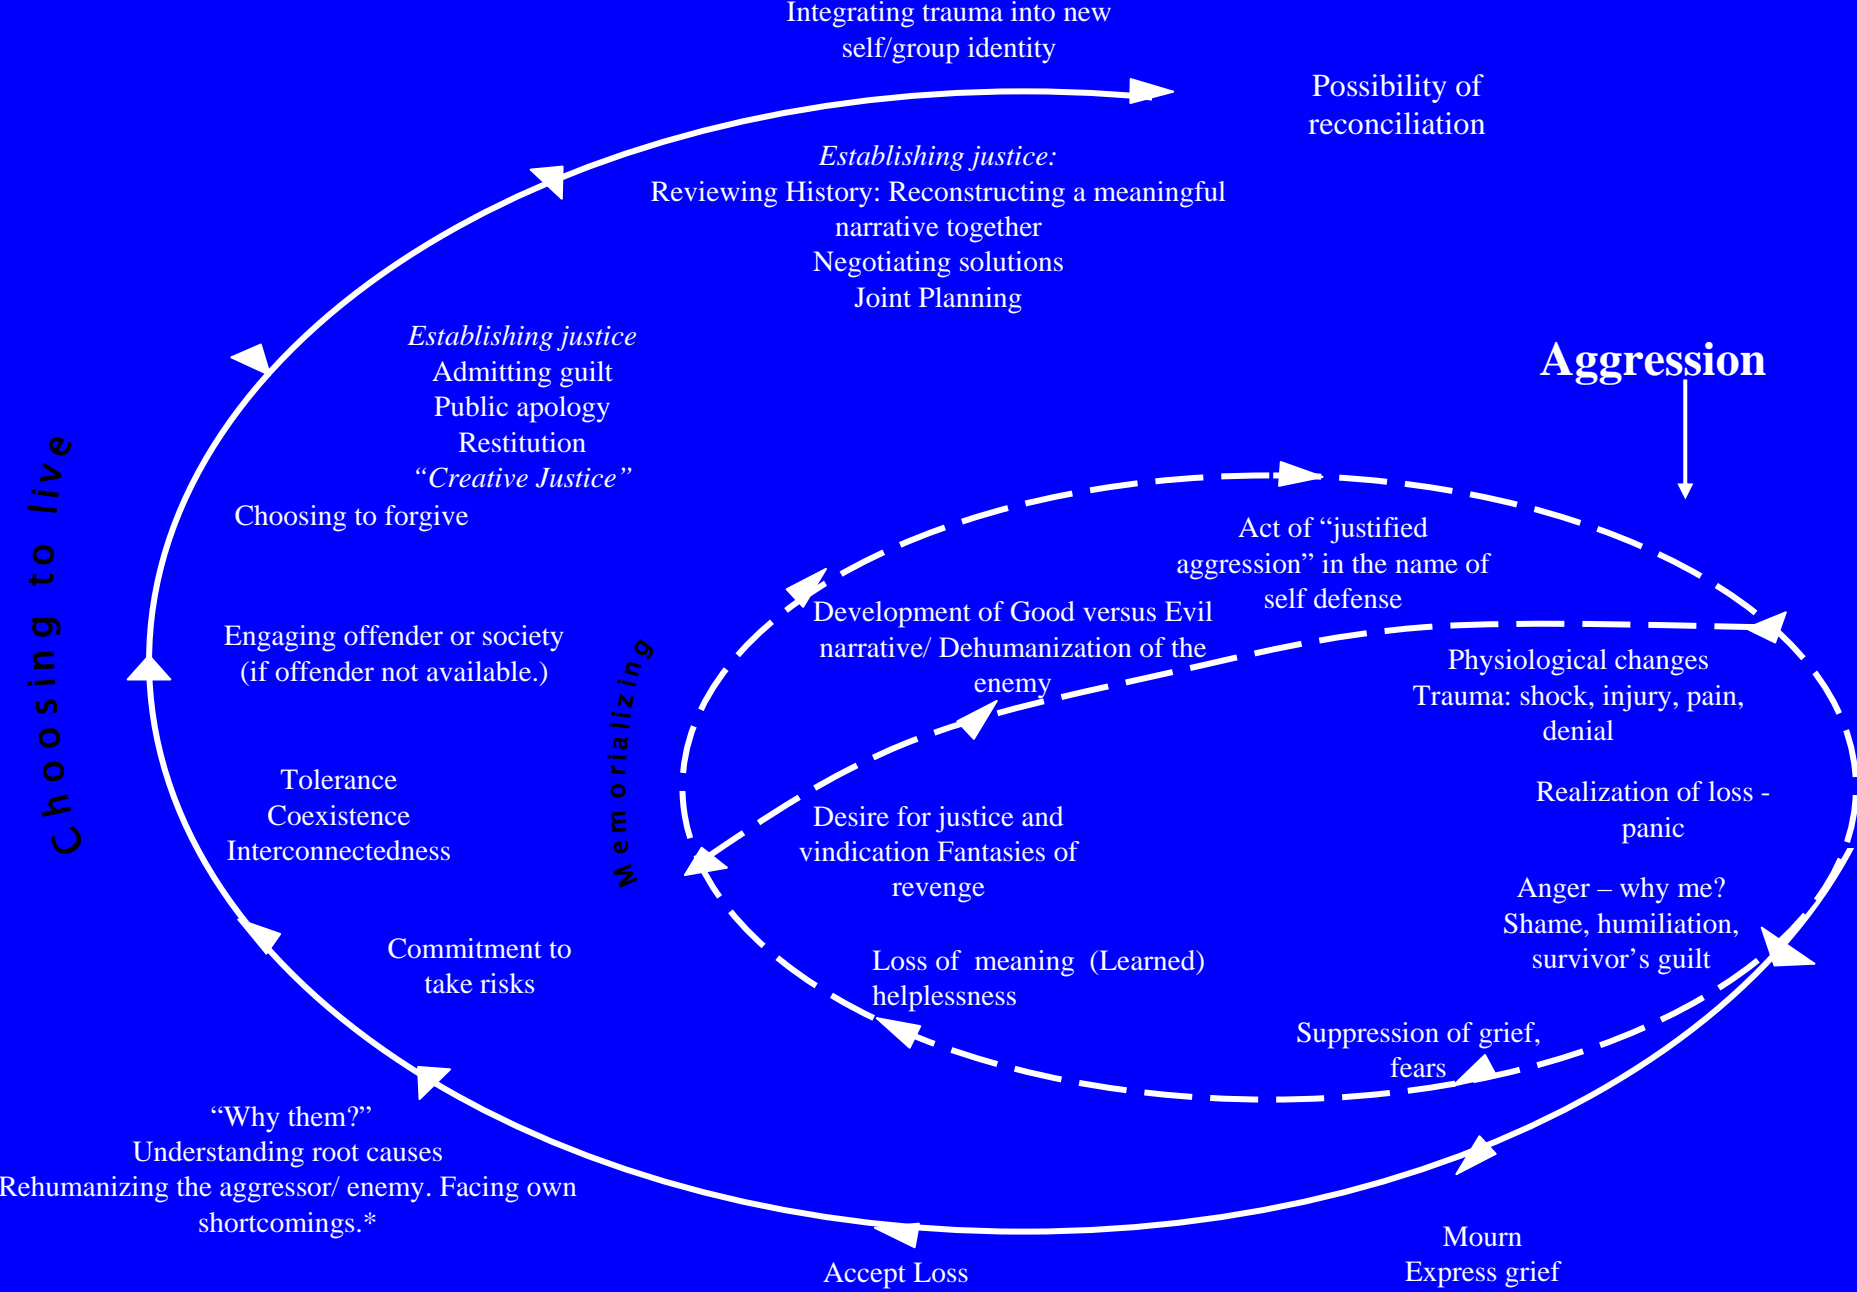 Integrating trauma into new
self/group identity
Possibility of
reconciliation
Establishing justice:
Reviewing History: Reconstructing a meaningful
narrative together
Negotiating solutions
Joint Planning
Establishing justice
Admitting guilt
Public apology
Restitution
“Creative Justice”
Choosing to forgive
Aggression
Choosing to live
Act of “justified
aggression” in the name of
self defense
Development of Good versus Evil
narrative/ Dehumanization of the
enemy
Engaging offender or society
(if offender not available.)
Memorializing
Physiological changes
Trauma: shock, injury, pain,
denial
Tolerance
Coexistence
Interconnectedness
Desire for justice and
vindication Fantasies of
revenge
Realization of loss -
panic
Anger – why me?
Shame, humiliation,
survivor’s guilt
Commitment to
take risks
Loss of meaning (Learned)
helplessness
Suppression of grief,
fears
“Why them?”
Understanding root causes
Rehumanizing the aggressor/ enemy. Facing own
shortcomings.*
Accept Loss
Mourn
Express grief